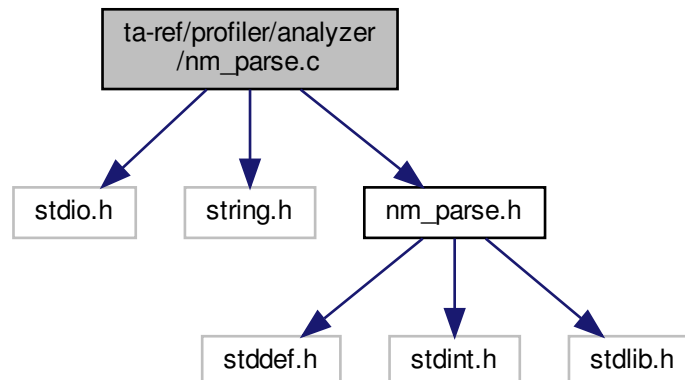 ta-ref/profiler/analyzer
/nm_parse.c
stdio.h
string.h
nm_parse.h
stddef.h
stdint.h
stdlib.h